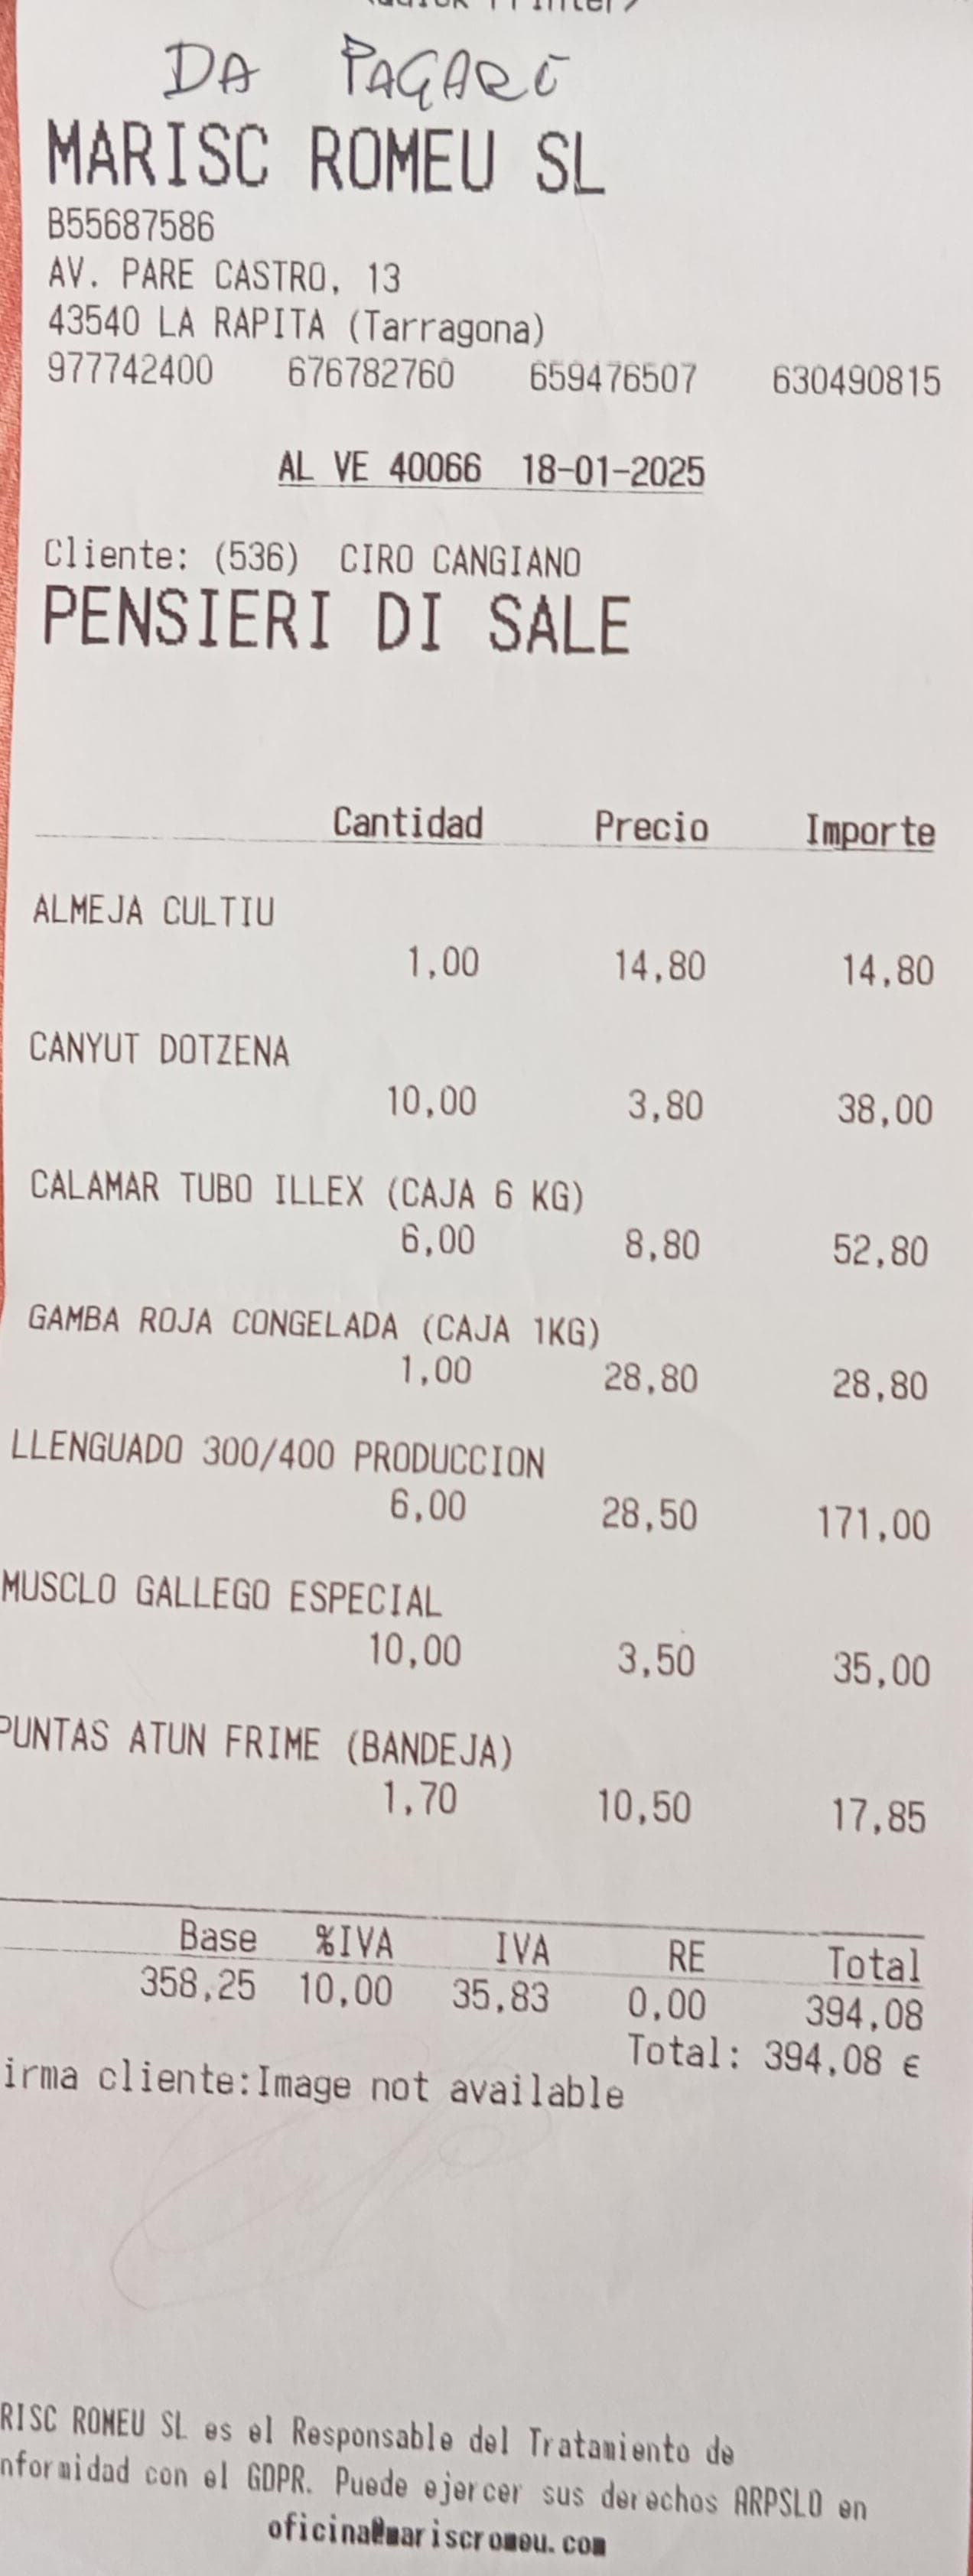 DA PAGARE
MARISC ROMEU SL
B55687586
AV. PARE CASTRO, 13
43540 LA RAPITA (Tarragona)
977742400 676782760 659476507 630490815
AL VE 40066 18-01-2025
Cliente: (536) CIRO CANGIANO
PENSIERI DI SALE
Cantidad Precio Importe
ALMEJA CULTIU
1,00 14,80 14,80
CANYUT DOTZENA
10,00 3,80 38,00
CALAMAR TUBO ILLEX (CAJA 6 KG)
6,00 8,80 52,80
GAMBA ROJA CONGELADA (CAJA 1KG)
1,00 28,80 28,80
LLENGUADO 300/400 PRODUCCION
6,00 28,50 171,00
MUSCLO GALLEGO ESPECIAL
10,00 3,50 35,00
PUNTAS ATUN FRIME (BANDEJA)
1,70 10,50 17,85
Base %IVA IVA RE Total
358,25 10,00 35,83 0,00 394,08
Total: 394,08 €
irma cliente:Image not available
RISC ROMEU SL es el Responsable del Tratamiento de
nformidad con el GDPR. Puede ejercer sus derechos ARPSLO en
oficina@mariscromeu.com